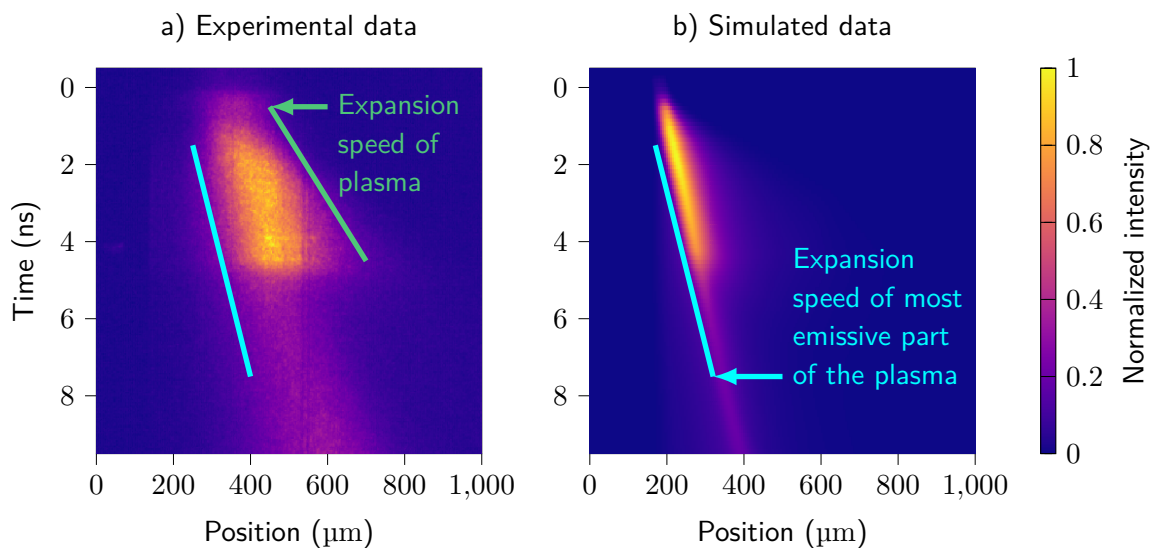 a) Experimental data
b) Simulated data
Time (ns)
0
2
4
6
8
Expansion
speed of
plasma
0
200
400
600
800
1,000
Position (µm)
0
2
4
6
8
Expansion
speed of most
emissive part
of the plasma
0
200
400
600
800
1,000
Position (µm)
1
0.8
0.6
0.4
0.2
0
Normalized intensity